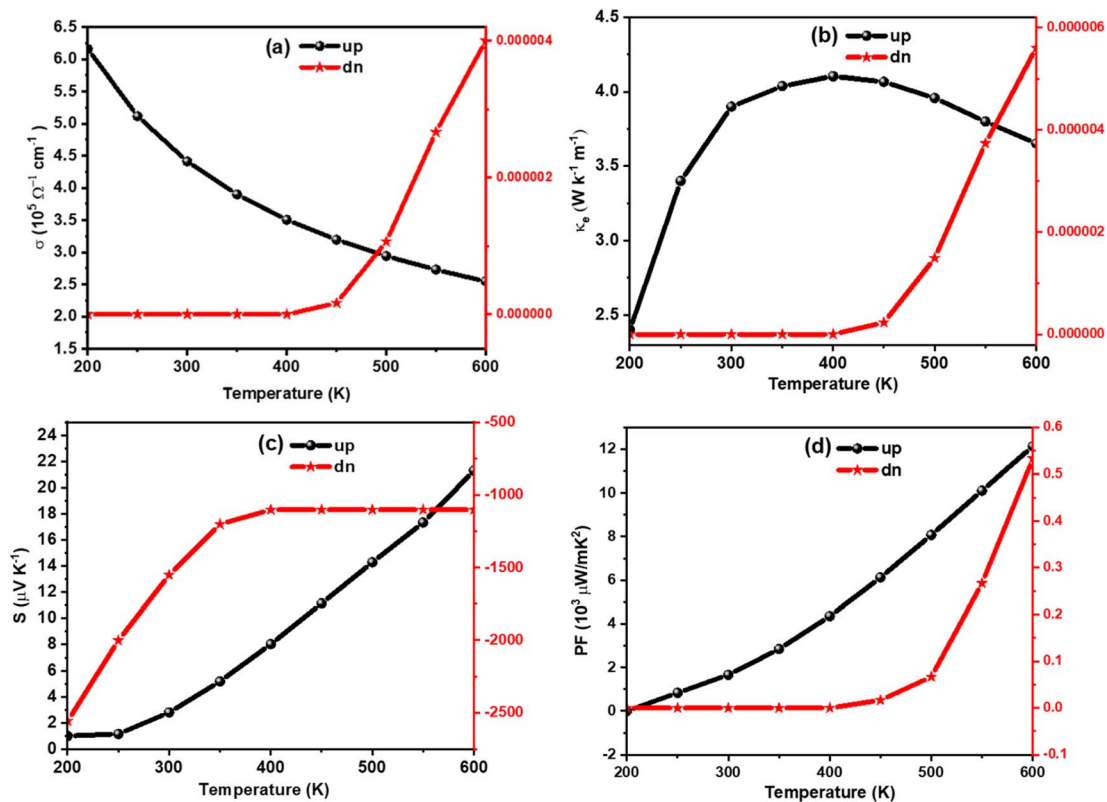 (a)
up
dn
σ (10⁵ Ω⁻¹ cm⁻¹)
6.5
6.0
5.5
5.0
4.5
4.0
3.5
3.0
2.5
2.0
1.5
0.000004
0.000002
0.000000
200 300 400 500 600
Temperature (K)
(b)
up
dn
κₑ (W k⁻¹ m⁻¹)
4.5
4.0
3.5
3.0
2.5
0.000006
0.000004
0.000002
0.000000
200 300 400 500 600
Temperature (K)
(c)
up
dn
S (μV K⁻¹)
24
22
20
18
16
14
12
10
8
6
4
2
0
-500
-1000
-1500
-2000
-2500
200 300 400 500 600
Temperature (K)
(d)
up
dn
PF (10³ μW/mK²)
12
10
8
6
4
2
0
-2
0.6
0.5
0.4
0.3
0.2
0.1
0.0
-0.1
200 300 400 500 600
Temperature (K)